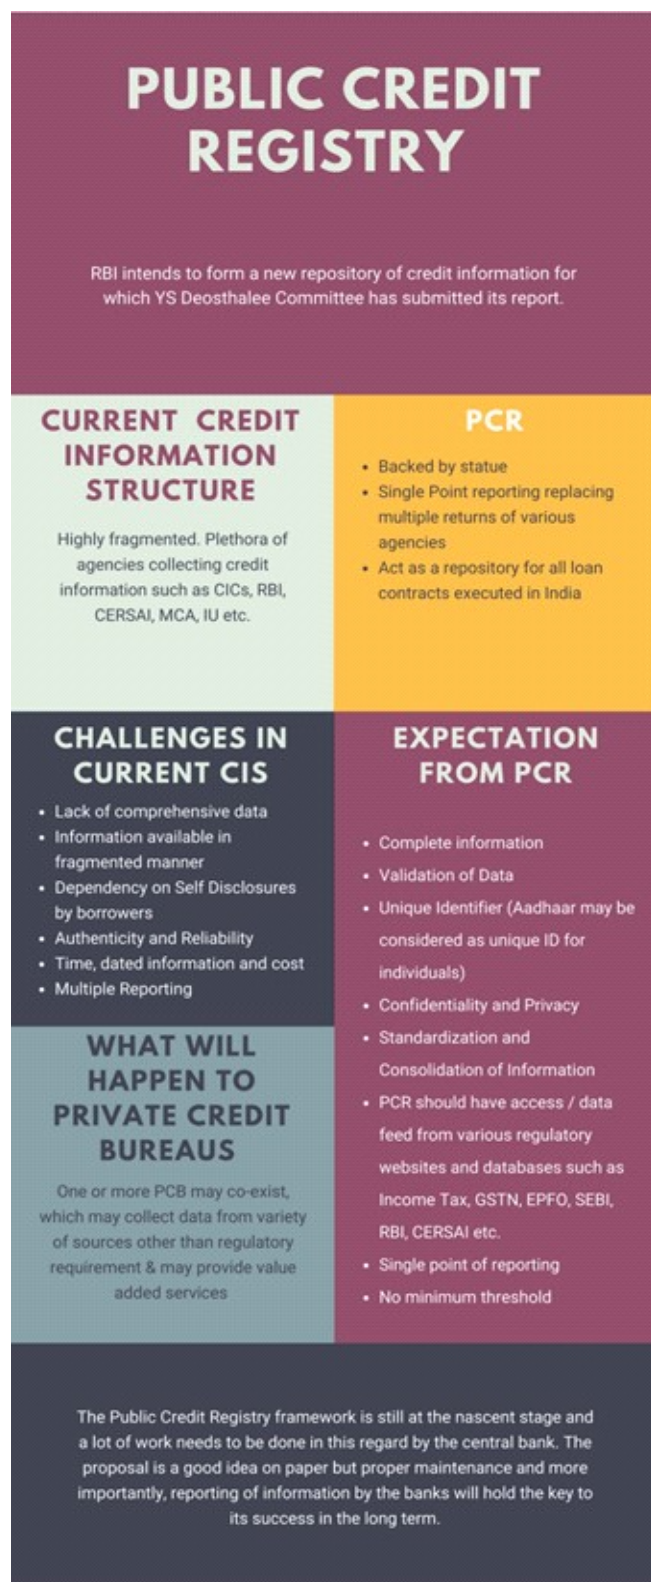 PUBLIC CREDIT
REGISTRY
RBI intends to form a new repository of credit information for
which YS Deosthalee Committee has submitted its report.
CURRENT CREDIT
INFORMATION
STRUCTURE
Highly fragmented. Plethora of
agencies collecting credit
information such as CICs, RBI,
CERSAI, MCA, IU etc.
PCR
• Backed by statue
• Single Point reporting replacing
multiple returns of various
agencies
• Act as a repository for all loan
contracts executed in India
CHALLENGES IN
CURRENT CIS
• Lack of comprehensive data
• Information available in
fragmented manner
• Dependency on Self Disclosures
by borrowers
• Authenticity and Reliability
• Time, dated information and cost
• Multiple Reporting
EXPECTATION
FROM PCR
• Complete information
• Validation of Data
• Unique Identifier (Aadhaar may be
considered as unique ID for
individuals)
• Confidentiality and Privacy
• Standardization and
Consolidation of Information
• PCR should have access / data
feed from various regulatory
websites and databases such as
Income Tax, GSTN, EPFO, SEBI,
RBI, CERSAI etc.
• Single point of reporting
• No minimum threshold
WHAT WILL
HAPPEN TO
PRIVATE CREDIT
BUREAUS
One or more PCB may co-exist,
which may collect data from variety
of sources other than regulatory
requirement & may provide value
added services
The Public Credit Registry framework is still at the nascent stage and
a lot of work needs to be done in this regard by the central bank. The
proposal is a good idea on paper but proper maintenance and more
importantly, reporting of information by the banks will hold the key to
its success in the long term.